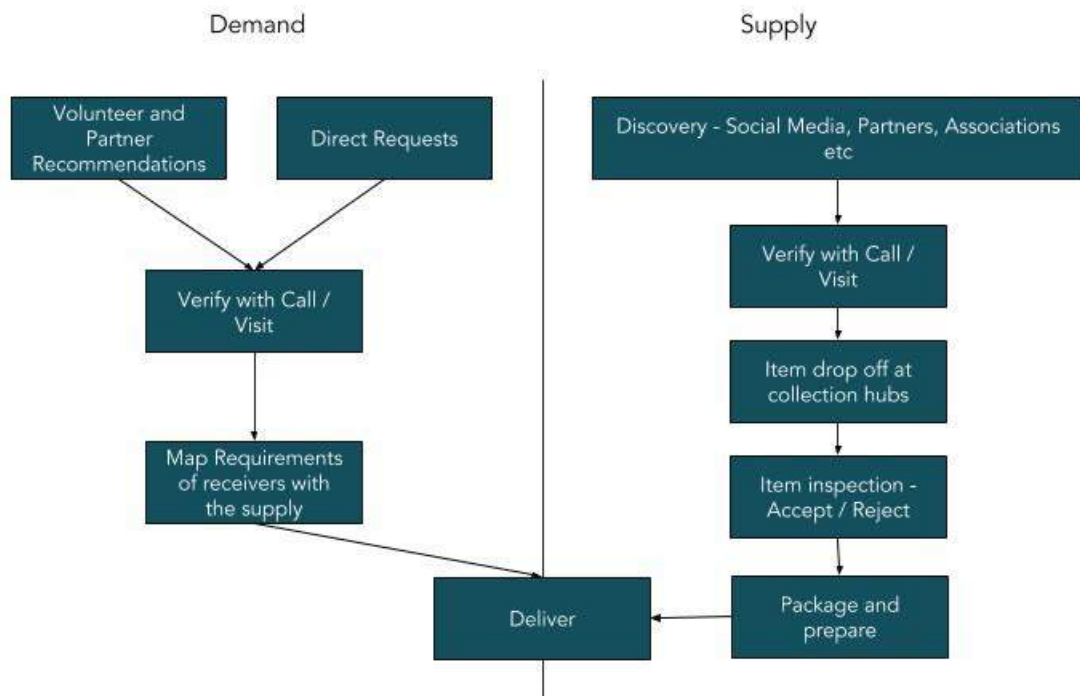 Demand
Supply
Volunteer and
Partner
Recommendations
Direct Requests
Discovery - Social Media, Partners, Associations
etc
Verify with Call /
Visit
Verify with Call /
Visit
Item drop off at
collection hubs
Map Requirements
of receivers with
the supply
Item inspection -
Accept / Reject
Deliver
Package and
prepare